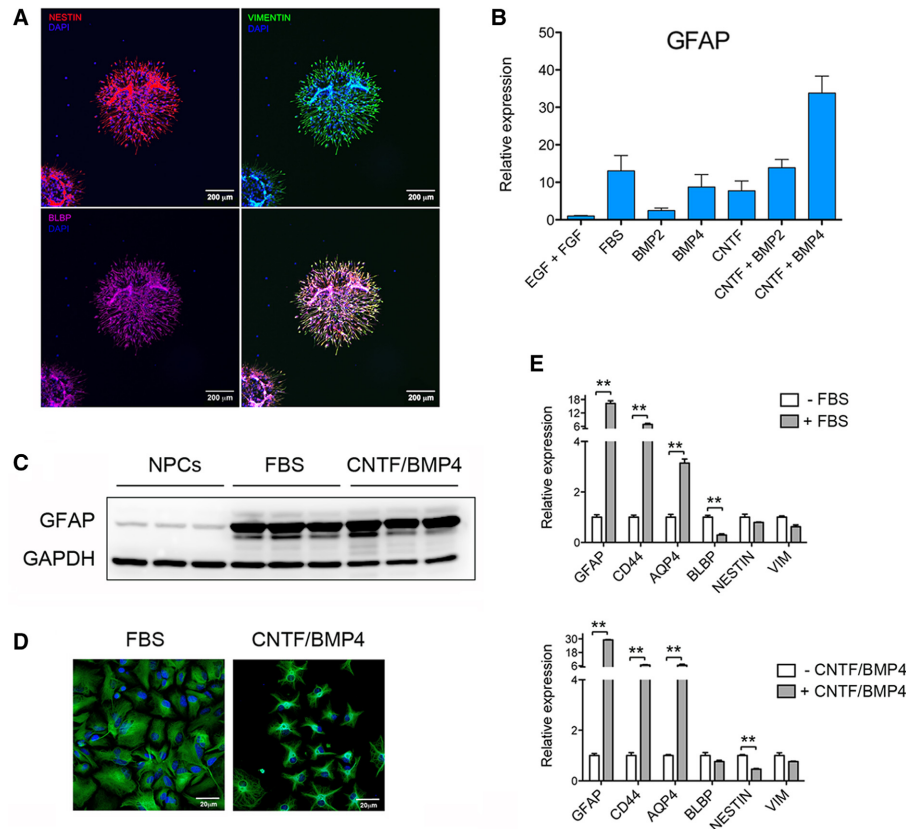 A
NESTIN
DAPI
VIMENTIN
DAPI
200 µm
200 µm
BLBP
DAPI
200 µm
200 µm
B
GFAP
Relative expression
50
40
30
20
10
0
EGF + FGF
FBS
BMP2
BMP4
CNTF
CNTF + BMP2
CNTF + BMP4
C
NPCs
FBS
CNTF/BMP4
GFAP
GAPDH
D
FBS
CNTF/BMP4
20µm
20µm
E
Relative expression
18
12
6
4
2
0
**
**
**
**
- FBS
+ FBS
GFAP
CD44
AQP4
BLBP
NESTIN
VIM
Relative expression
30
15
6
4
2
0
**
**
**
**
- CNTF/BMP4
+ CNTF/BMP4
GFAP
CD44
AQP4
BLBP
NESTIN
VIM